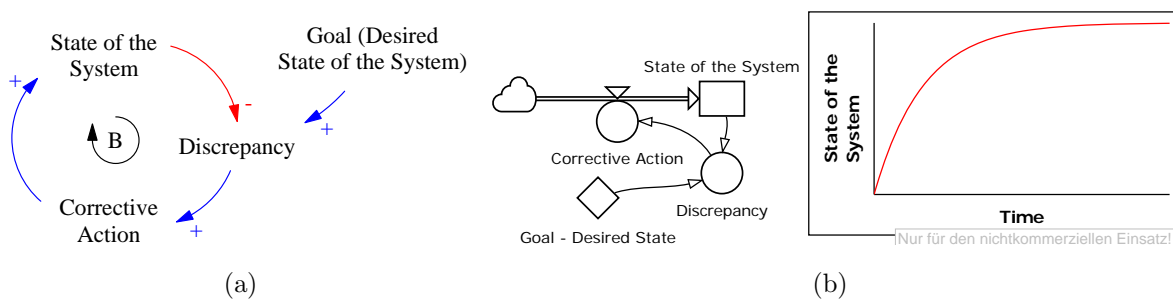 State of the
System
Goal (Desired
State of the System)
+
-
+
B
Discrepancy
Corrective
Action
+
(a)
State of the System
Corrective Action
Discrepancy
Goal - Desired State
State of the
System
Time
Nur für den nichtkommerziellen Einsatz!
(b)